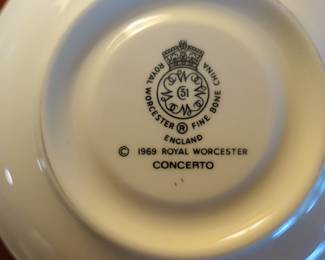 ROYAL WORCESTER ® FINE BONE CHINA
51
ENGLAND
© 1969 ROYAL WORCESTER
CONCERTO